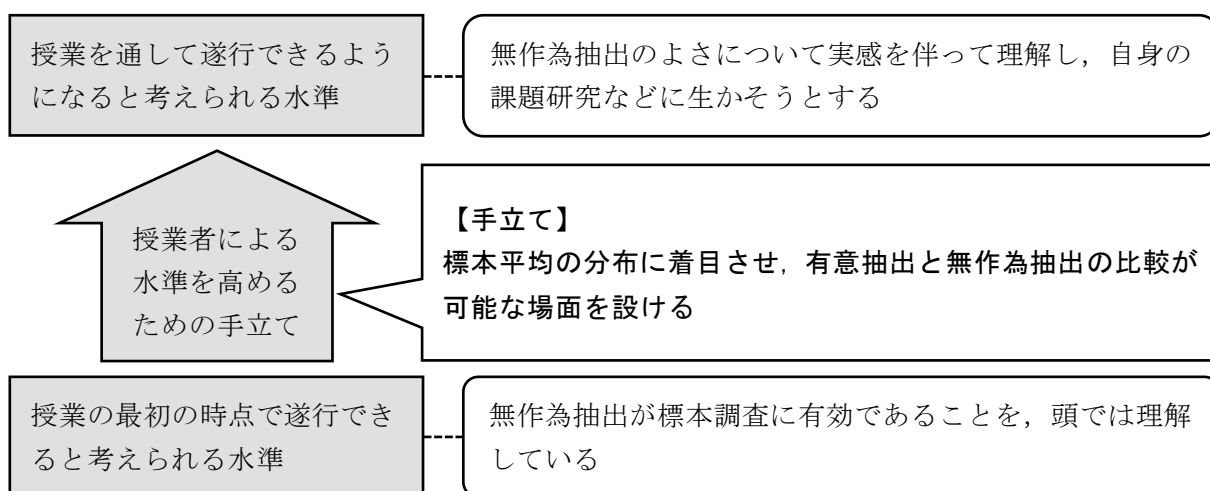 授業を通して遂行できるよう
になると考えられる水準
無作為抽出のよさについて実感を伴って理解し，自身の
課題研究などに生かそうとする
授業者による
水準を高める
ための手立て
【手立て】
標本平均の分布に着目させ，有意抽出と無作為抽出の比較が
可能な場面を設ける
授業の最初の時点で遂行でき
ると考えられる水準
無作為抽出が標本調査に有効であることを，頭では理解
している